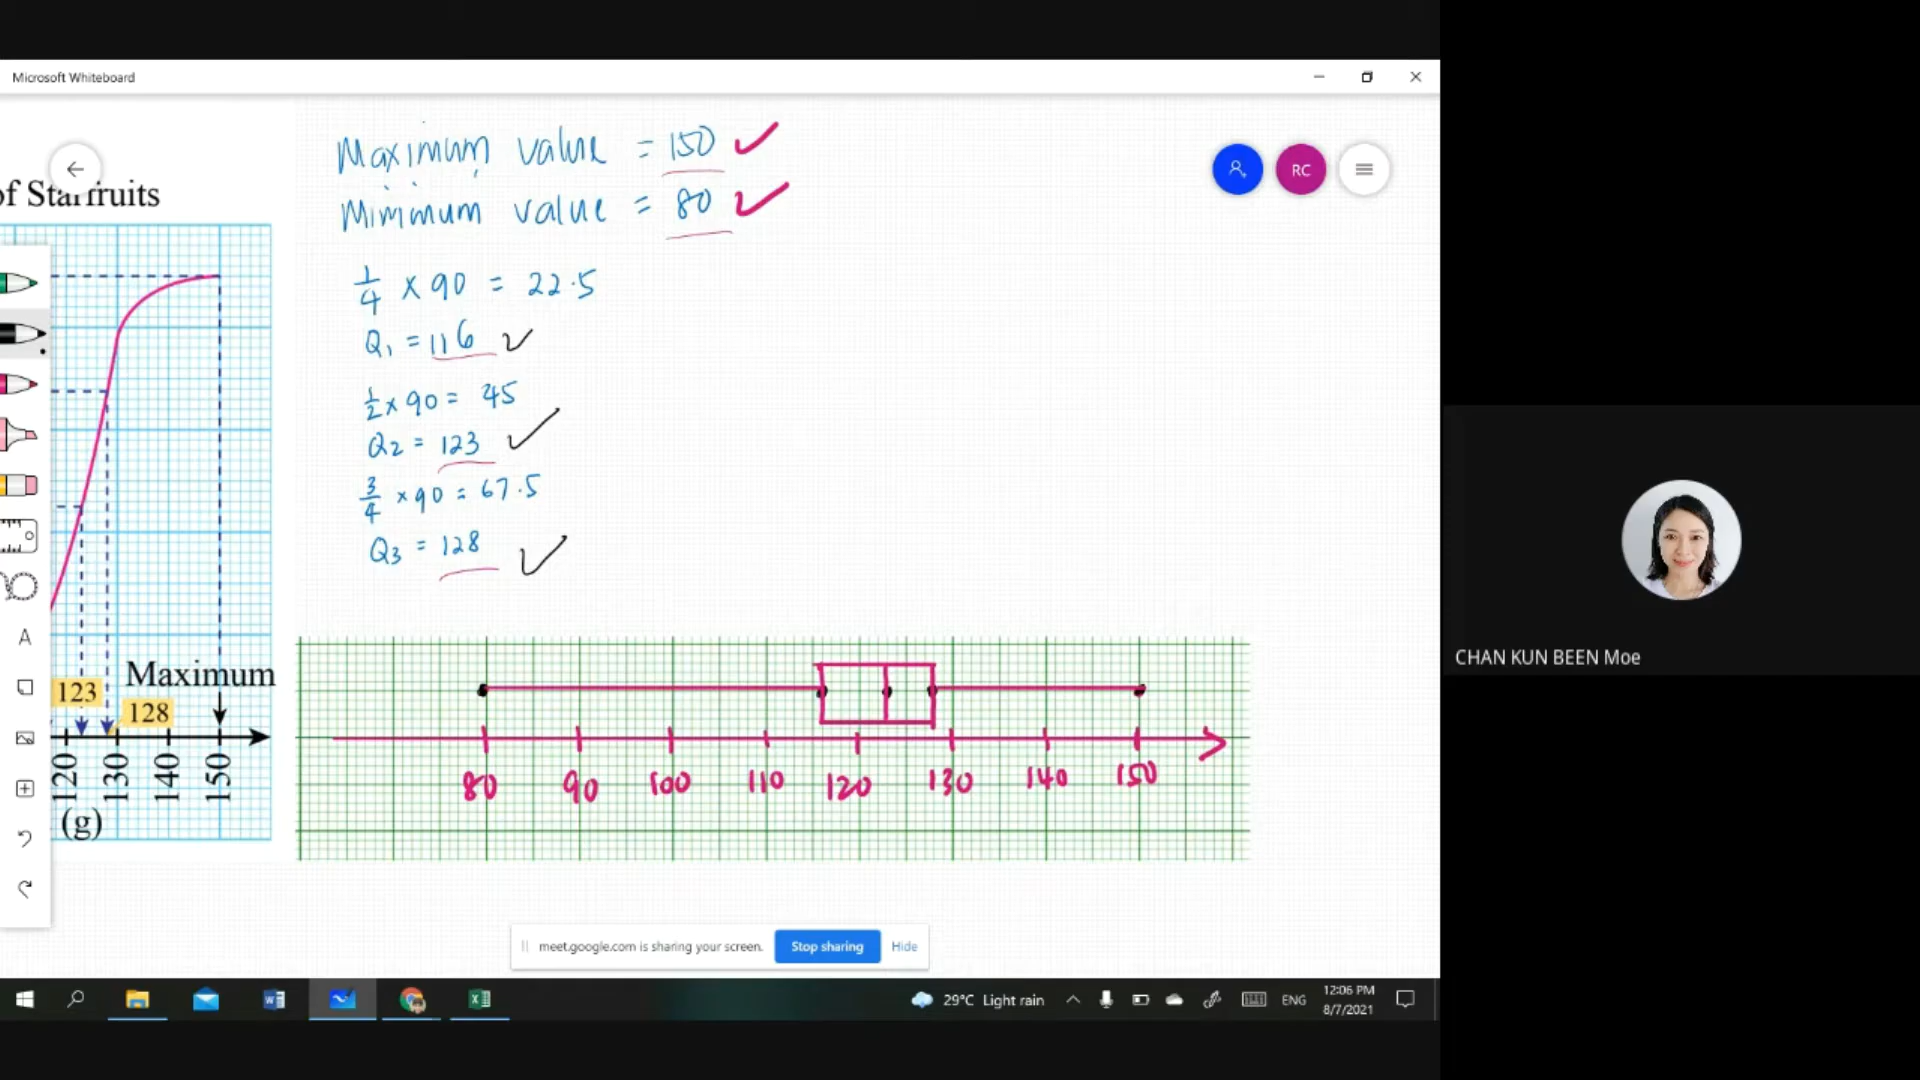 Microsoft Whiteboard
of Starfruits
Maximum value = 150
Minimum value = 80
1/4 × 90 = 22.5
Q1 = 116
1/2 × 90 = 45
Q2 = 123
3/4 × 90 = 67.5
Q3 = 128
RC
A
Maximum
123
128
120 130 140 150
(g)
80 90 100 110 120 130 140 150
meet.google.com is sharing your screen. Stop sharing Hide
29°C Light rain ENG 12:06 PM
8/7/2021
CHAN KUN BEEN Moe